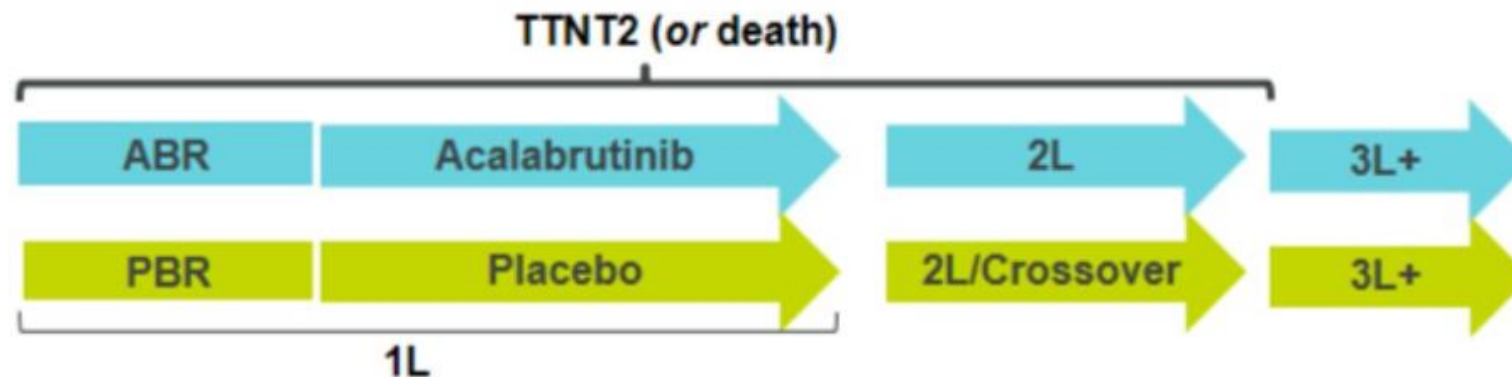 TTNT2 (or death)
ABR Acalabrutinib 2L 3L+
PBR Placebo 2L/Crossover 3L+
1L